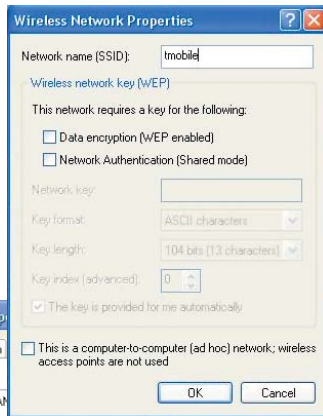 Wireless Network Properties
Network name (SSID): tmobile
Wireless network key (WEP)
This network requires a key for the following:
Data encryption (WEP enabled)
Network Authentication (Shared mode)
Network key:
Key format: ASCII characters
Key length: 104 bits (13 characters)
Key index (advanced): 0
The key is provided for me automatically
This is a computer-to-computer (ad hoc) network; wireless
access points are not used
OK Cancel